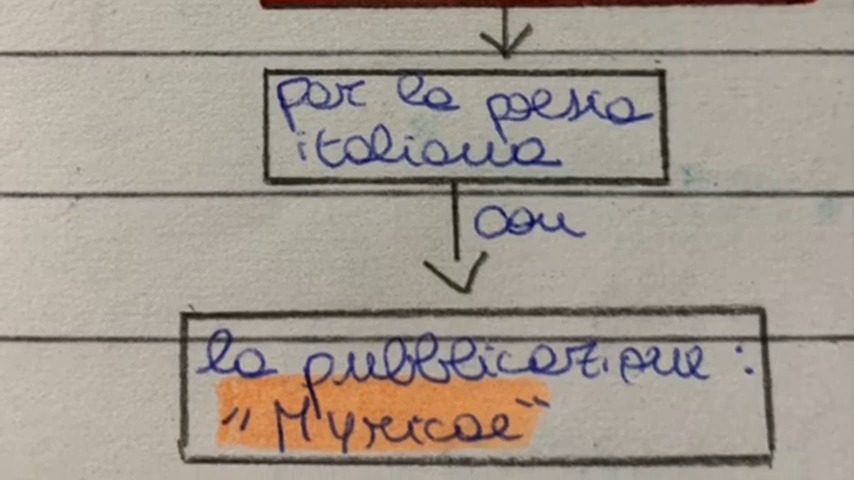 per la poesia
italiana
con
la pubblicazione:
"Myricae"